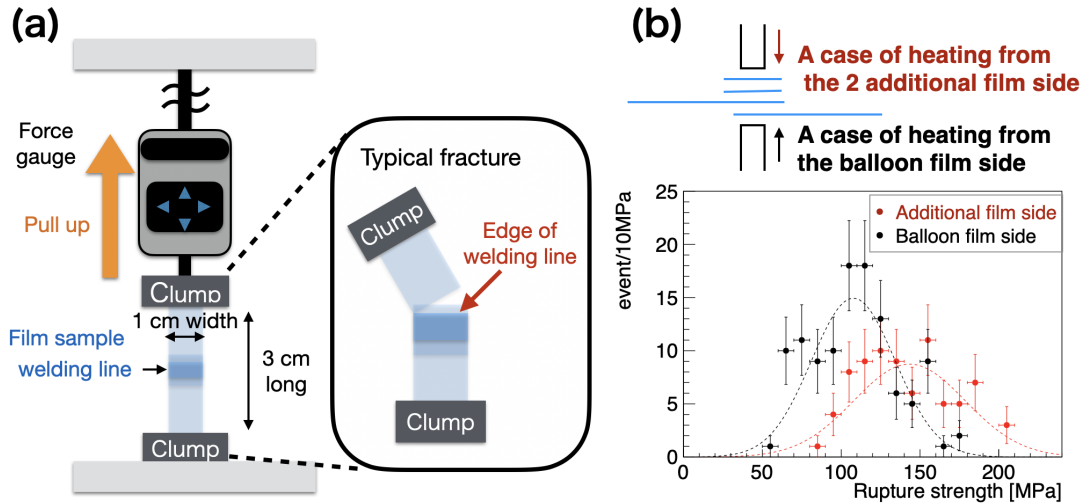 (a)
Force
gauge
Pull up
Clump
1 cm width
Film sample
welding line
3 cm
long
Clump
Typical fracture
Clump
Edge of
welding line
Clump
(b)
A case of heating from
the 2 additional film side
A case of heating from
the balloon film side
event/10MPa
25
20
15
10
5
0
Additional film side
Balloon film side
0 50 100 150 200
Rupture strength [MPa]